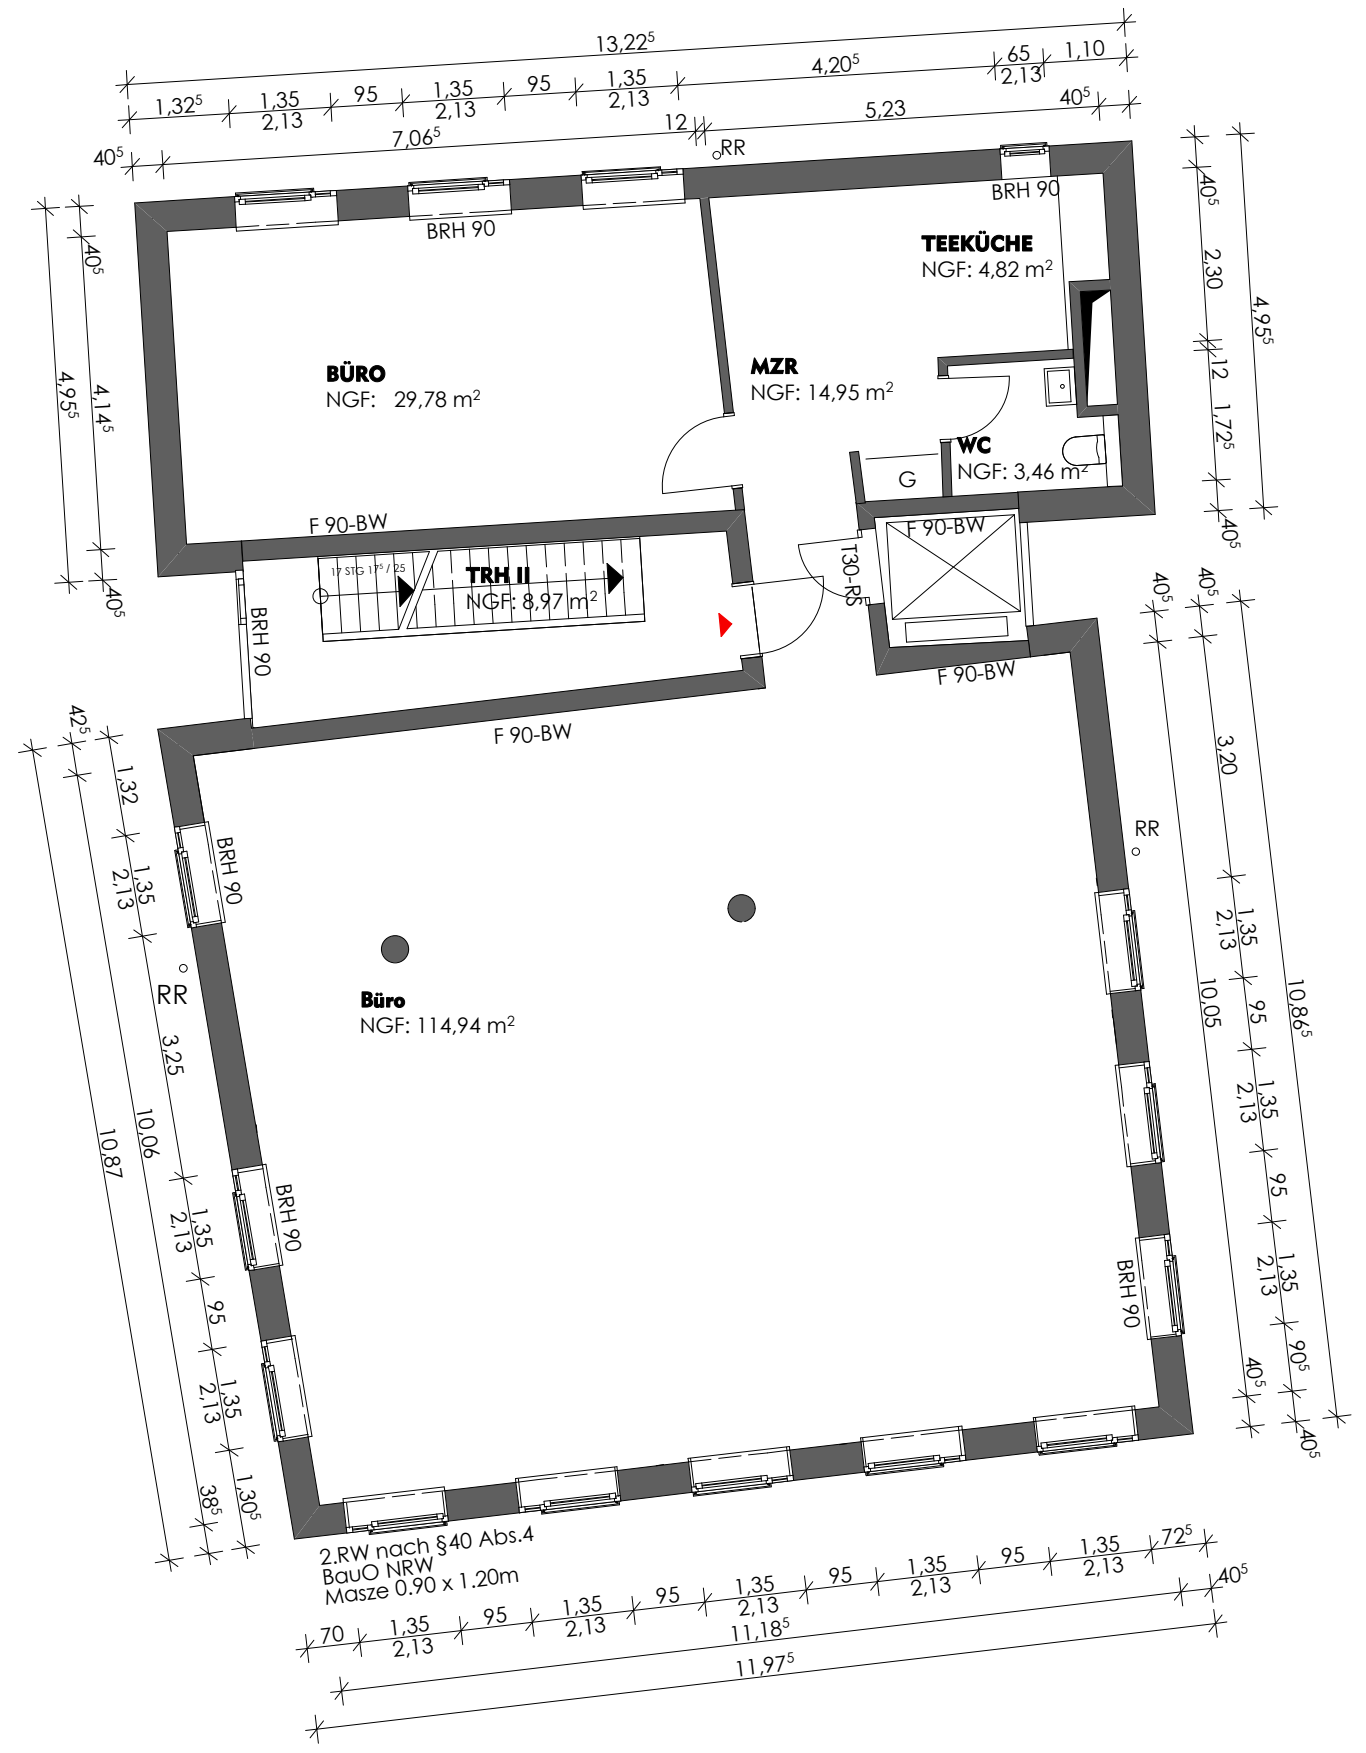 13,22⁵
1,32⁵ 1,35 95 1,35 95 1,35 4,20⁵ 65 1,10
2,13 2,13 2,13 2,13
40⁵ 7,06⁵ 12 5,23 40⁵
RR
BRH 90
BRH 90
TEEKÜCHE
NGF: 4,82 m²
BÜRO
NGF: 29,78 m²
MZR
NGF: 14,95 m²
WC
NGF: 3,46 m²
G
4,95⁵
40⁵
4,14⁵
40⁵
40⁵
2,30
12
1,72⁵
40⁵
4,95⁵
F 90-BW
F 90-BW
T30-RS
17 STG 17⁵ / 25
TRH II
NGF: 8,97 m²
BRH 90
F 90-BW
F 90-BW
42⁵
1,32
1,35
2,13
3,25
1,35
2,13
95
1,35
2,13
1,30⁵
38⁵
10,06
10,87
BRH 90
RR
BRH 90
Büro
NGF: 114,94 m²
RR
BRH 90
40⁵
40⁵
3,20
1,35
2,13
95
1,35
2,13
95
1,35
2,13
90⁵
40⁵
40⁵
10,05
10,86⁵
2.RW nach §40 Abs.4
BauO NRW
Masze 0.90 x 1.20m
70 1,35 95 1,35 95 1,35 95 1,35 95 1,35 72⁵
2,13 2,13 2,13 2,13 2,13
11,18⁵ 40⁵
11,97⁵